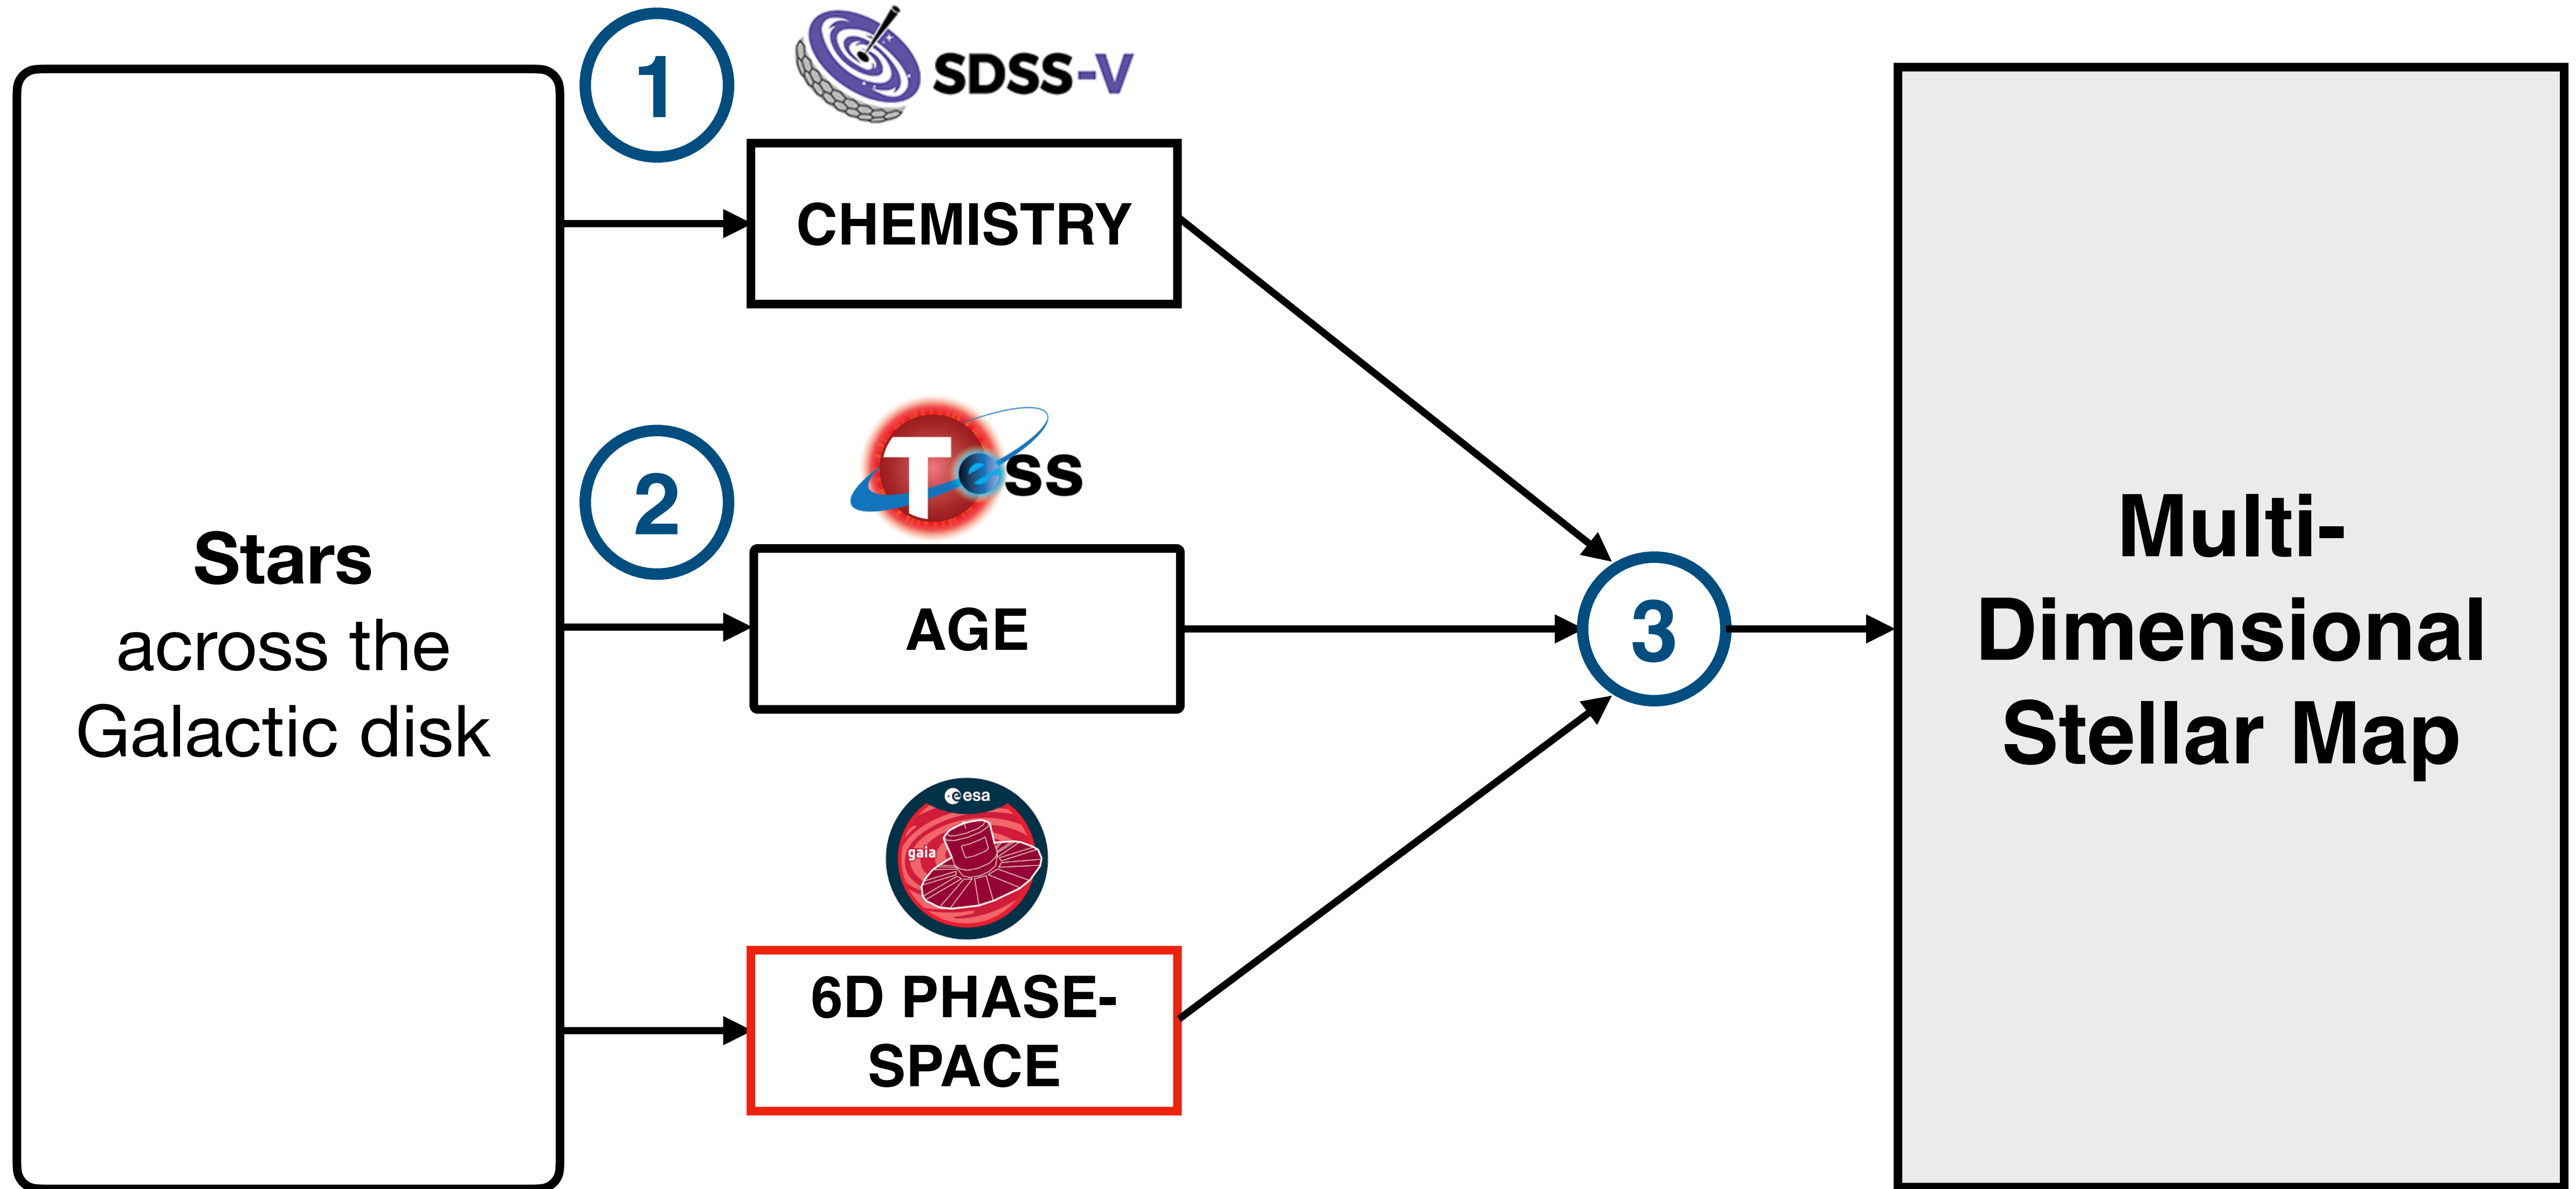 1
SDSS-V
CHEMISTRY
2
Tess
AGE
Stars
across the
Galactic disk
3
Multi-
Dimensional
Stellar Map
esa
gaia
6D PHASE-
SPACE